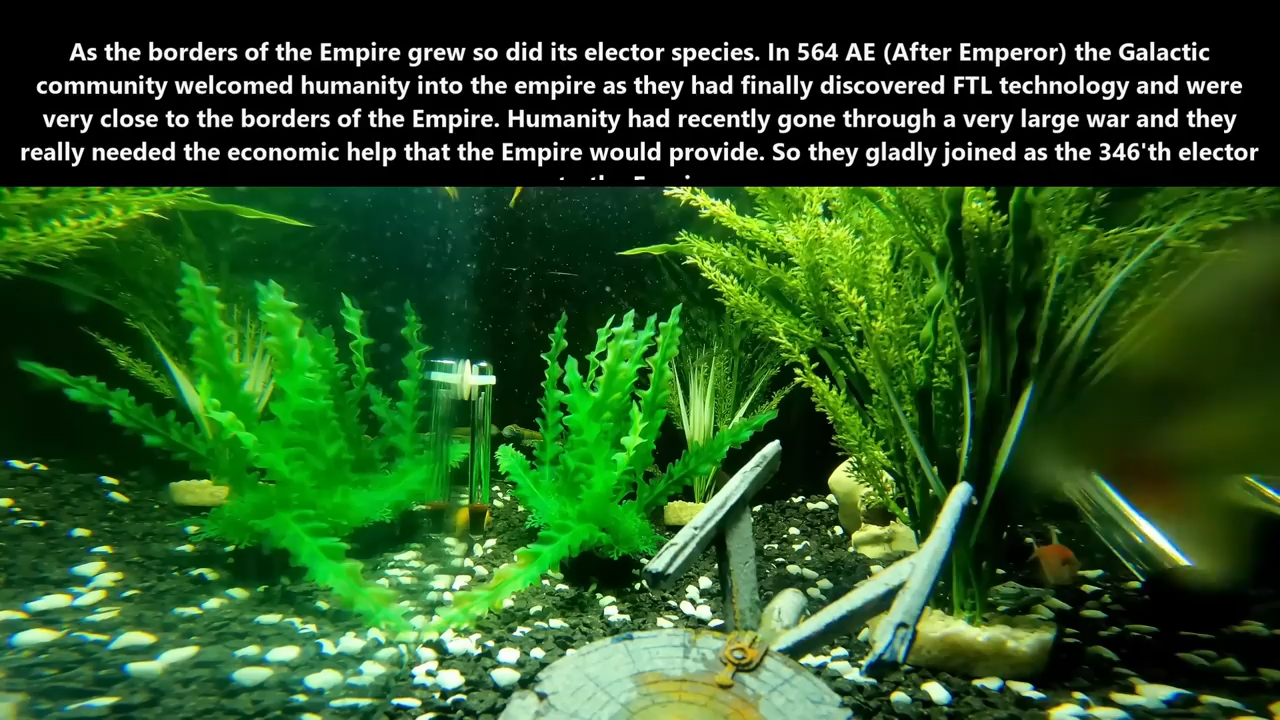 As the borders of the Empire grew so did its elector species. In 564 AE (After Emperor) the Galactic
community welcomed humanity into the empire as they had finally discovered FTL technology and were
very close to the borders of the Empire. Humanity had recently gone through a very large war and they
really needed the economic help that the Empire would provide. So they gladly joined as the 346'th elector